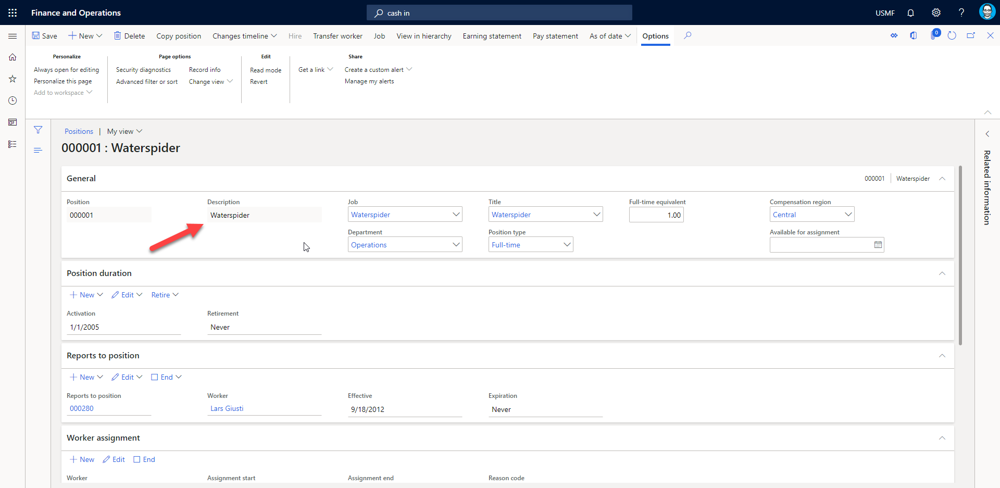 Finance and Operations
cash in
USMF
Save New Delete Copy position Changes timeline Hire Transfer worker Job View in hierarchy Earning statement Pay statement As of date Options 0
Personalize Page options Edit Share
Always open for editing Security diagnostics Record info Read mode Get a link Create a custom alert
Personalize this page Advanced filter or sort Change view Revert Manage my alerts
Add to workspace
Positions | My view
000001 : Waterspider
Related information
General 000001 Waterspider
Position Description Job Title Full-time equivalent Compensation region
000001 Waterspider Waterspider Waterspider 1.00 Central
Department Position type Available for assignment
Operations Full-time
Position duration
New Edit Retire
Activation Retirement
1/1/2005 Never
Reports to position
New Edit End
Reports to position Worker Effective Expiration
000280 Lars Giusti 9/18/2012 Never
Worker assignment
New Edit End
Worker Assignment start Assignment end Reason code